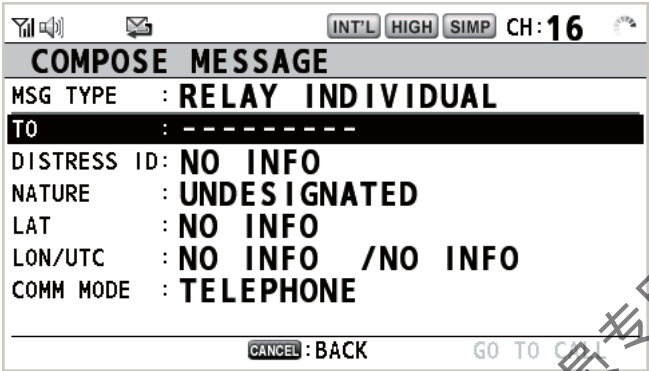 INT'L HIGH SIMP CH:16
COMPOSE MESSAGE
MSG TYPE : RELAY INDIVIDUAL
TO : ---------
DISTRESS ID: NO INFO
NATURE : UNDESIGNATED
LAT : NO INFO
LON/UTC : NO INFO /NO INFO
COMM MODE : TELEPHONE
CANCEL : BACK GO TO CALL